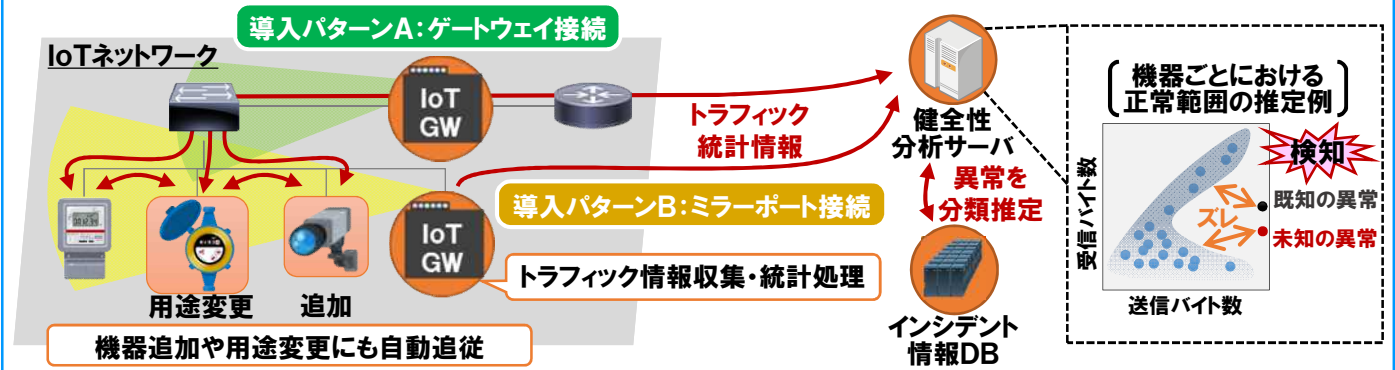 導入パターンA:ゲートウェイ接続
IoTネットワーク
IoT
GW
トラフィック
統計情報
健全性
分析サーバ
機器ごとにおける
正常範囲の推定例
検知
受信バイト数
ズレ
既知の異常
未知の異常
送信バイト数
異常を
分類推定
導入パターンB:ミラーポート接続
IoT
GW
トラフィック情報収集・統計処理
用途変更
追加
機器追加や用途変更にも自動追従
インシデント
情報DB